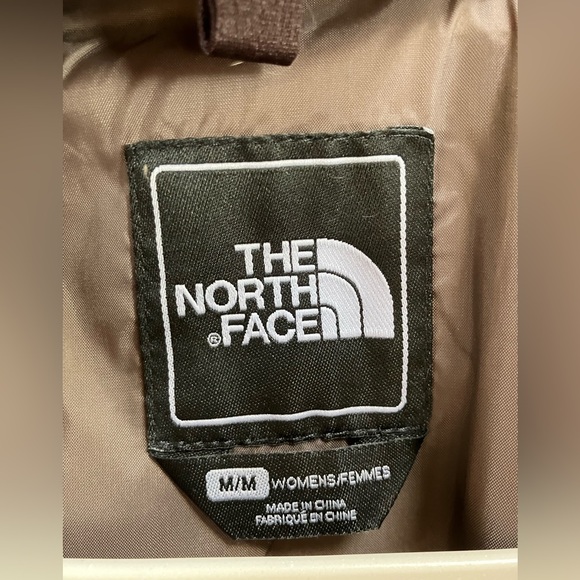 THE
NORTH
® FACE
M/M WOMENS/FEMMES
MADE IN CHINA
FABRIQUÉ EN CHINE